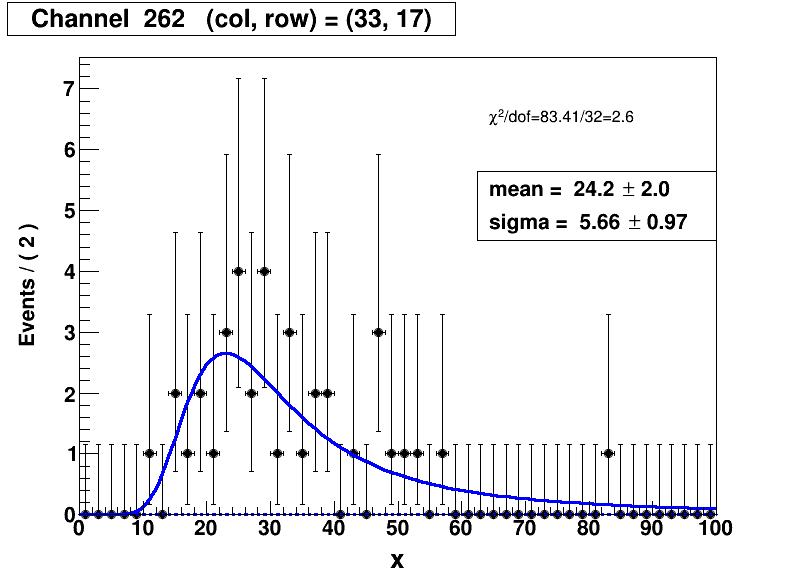 Channel  262   (col, row) = (33, 17)
χ²/dof=83.41/32=2.6
mean =  24.2 ± 2.0
sigma =  5.66 ± 0.97
Events / ( 2 )
7
6
5
4
3
2
1
0
0 10 20 30 40 50 60 70 80 90 100
x